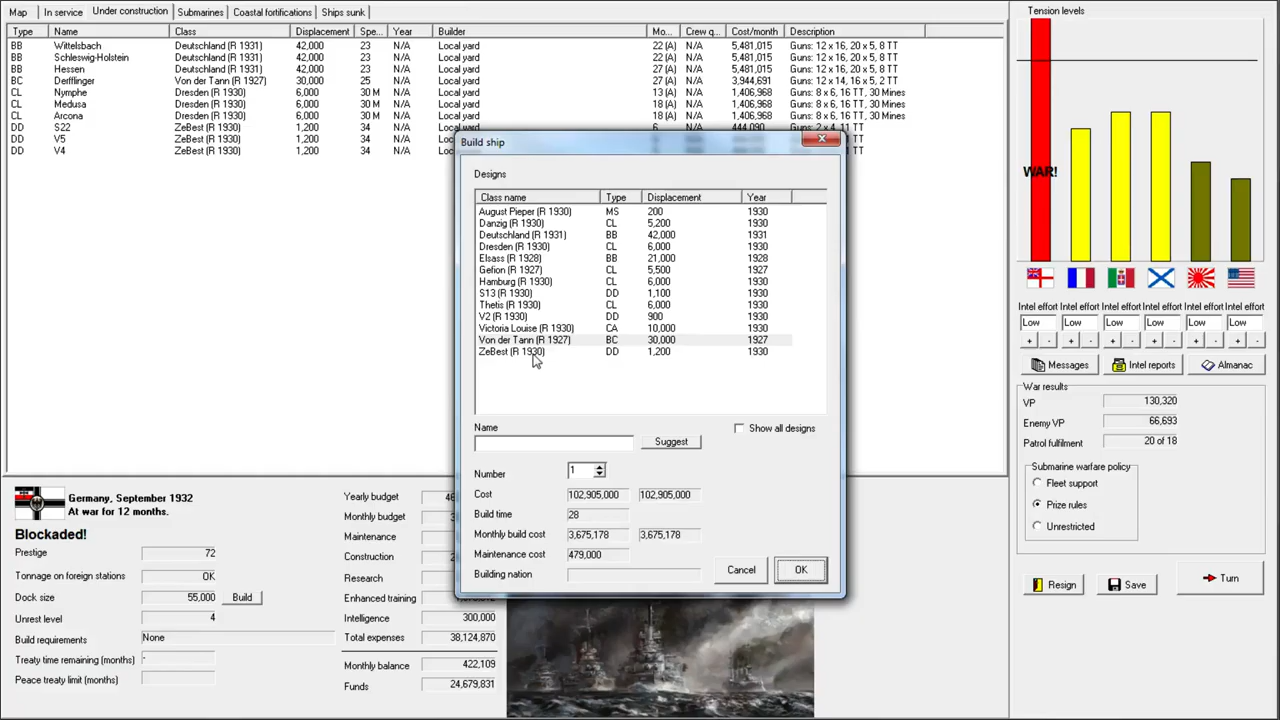 Map In service Under construction Submarines Coastal fortifications Ships sunk
Type Name Class Displacement Spe... Year Builder Mo... Crew q... Cost/month Description
BB Wittelsbach Deutschland (R 1931) 42,000 23 N/A Local yard 22 (A) N/A 5,481,015 Guns: 12 x 16, 20 x 5, 8 TT
BB Schleswig-Holstein Deutschland (R 1931) 42,000 23 N/A Local yard 22 (A) N/A 5,481,015 Guns: 12 x 16, 20 x 5, 8 TT
BB Hessen Deutschland (R 1931) 42,000 23 N/A Local yard 27 (A) N/A 5,481,015 Guns: 12 x 16, 20 x 5, 8 TT
BC Derfflinger Von der Tann (R 1927) 30,000 25 N/A Local yard 27 (A) N/A 3,944,691 Guns: 12 x 14, 16 x 5, 2 TT
CL Nymphe Dresden (R 1930) 6,000 30 M N/A Local yard 13 (A) N/A 1,406,968 Guns: 8 x 6, 16 TT, 30 Mines
CL Medusa Dresden (R 1930) 6,000 30 M N/A Local yard 18 (A) N/A 1,406,968 Guns: 8 x 6, 16 TT, 30 Mines
CL Arcona Dresden (R 1930) 6,000 30 M N/A Local yard 18 (A) N/A 1,406,968 Guns: 8 x 6, 16 TT, 30 Mines
DD S22 ZeBest (R 1930) 1,200 34 N/A Local yard 6 N/A 444,090 Guns: 2 x 4, 11 TT
DD V5 ZeBest (R 1930) 1,200 34 N/A
DD V4 ZeBest (R 1930) 1,200 34 N/A
Build ship
Designs
Class name Type Displacement Year
August Pieper (R 1930) MS 200 1930
Danzig (R 1930) CL 5,200 1930
Deutschland (R 1931) BB 42,000 1931
Dresden (R 1930) CL 6,000 1930
Elsass (R 1928) BB 21,000 1928
Gefion (R 1927) CL 5,500 1927
Hamburg (R 1930) CL 6,000 1930
S13 (R 1930) DD 1,100 1930
Thetis (R 1930) CL 6,000 1930
V2 (R 1930) DD 900 1930
Victoria Louise (R 1930) CA 10,000 1930
Von der Tann (R 1927) BC 30,000 1927
ZeBest (R 1930) DD 1,200 1930
Show all designs
Name
Suggest
Number 1
Cost 102,905,000 102,905,000
Build time 28
Monthly build cost 3,675,178 3,675,178
Maintenance cost 479,000
Building nation
Cancel OK
Tension levels
WAR!
Intel effort Intel effort Intel effort Intel effort Intel effort Intel effort
Low Low Low Low Low Low
+ - + - + - + - + - + -
Messages Intel reports Almanac
War results
VP 130,320
Enemy VP 66,693
Patrol fulfilment 20 of 18
Submarine warfare policy
Fleet support
Prize rules
Unrestricted
Resign Save Turn
Germany, September 1932
At war for 12 months.
Blockaded!
Prestige 72
Tonnage on foreign stations OK
Dock size 55,000 Build
Unrest level 4
Build requirements None
Treaty time remaining (months) -
Peace treaty limit (months)
Yearly budget
Monthly budget
Maintenance
Construction
Research
Enhanced training
Intelligence 300,000
Total expenses 38,124,870
Monthly balance 422,109
Funds 24,679,831